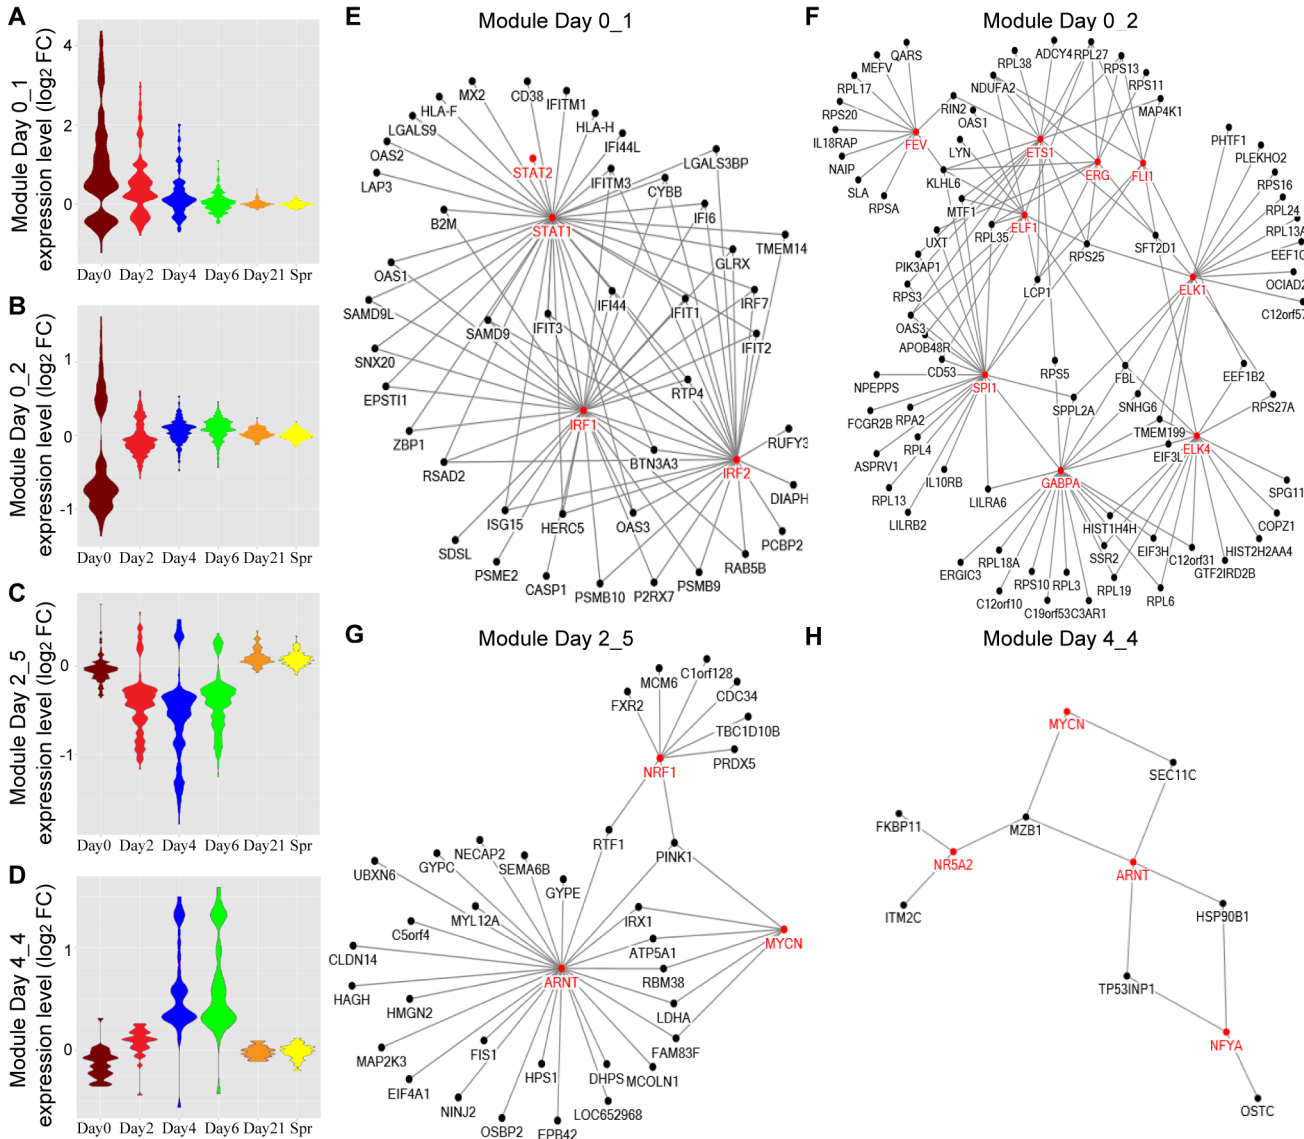 A
Module Day 0_1
expression level (log2 FC)
4
2
0
Day0 Day2 Day4 Day6 Day21 Spr
B
Module Day 0_2
expression level (log2 FC)
1
0
-1
Day0 Day2 Day4 Day6 Day21 Spr
C
Module Day 2_5
expression level (log2 FC)
0
-1
Day0 Day2 Day4 Day6 Day21 Spr
D
Module Day 4_4
expression level (log2 FC)
1
0
Day0 Day2 Day4 Day6 Day21 Spr
E
Module Day 0_1
MX2
CD38
IFITM1
HLA-F
HLA-H
LGALS9
IFI44L
OAS2
LGALS3BP
STAT2
IFITM3
CYBB
LAP3
IFI6
B2M
STAT1
TMEM14
GLRX
OAS1
IFI44
IFIT1
IRF7
SAMD9L
SAMD9
IFIT3
IFIT2
SNX20
RTP4
EPSTI1
IRF1
ZBP1
RUFY3
BTN3A3
RSAD2
IRF2
DIAPH
ISG15
HERC5
OAS3
PCBP2
SDSL
PSME2
RAB5B
CASP1
PSMB10
P2RX7
PSMB9
F
Module Day 0_2
QARS
ADCY4
RPL27
MEFV
RPL38
RPS13
RPL17
NDUFA2
RPS11
RPS20
RIN2
MAP4K1
OAS1
IL18RAP
FEV
PHTF1
LYN
ETS1
NAIP
ERG
FLI1
PLEKHO2
SLA
KLHL6
RPS16
RPSA
MTF1
RPL24
UXT
RPL35
ELF1
RPL13A
SFT2D1
EEF1G
PIK3AP1
RPS25
RPS3
LCP1
ELK1
OCIAD2
C12orf57
OAS3
APOB48R
CD53
NPEPPS
SPI1
RPS5
FBL
EEF1B2
FCGR2B
RPA2
SPPL2A
SNHG6
RPS27A
TMEM199
RPL4
EIF3L
ELK4
ASPRV1
IL10RB
GABPA
RPL13
LILRA6
SPG11
LILRB2
HIST1H4H
COPZ1
SSR2
EIF3H
HIST2H2AA4
C12orf31
ERGIC3
RPL18A
GTF2IRD2B
RPS10
RPL3
RPL19
RPL6
C12orf10
C19orf53
C3AR1
G
Module Day 2_5
C1orf128
MCM6
CDC34
FXR2
TBC1D10B
PRDX5
NRF1
RTF1
NECAP2
PINK1
GYPC
SEMA6B
UBXN6
GYPE
MYL12A
IRX1
C5orf4
MYCN
ATP5A1
CLDN14
ARNT
RBM38
HAGH
HMGN2
LDHA
FAM83F
MAP2K3
FIS1
HPS1
DHPS
MCOLN1
EIF4A1
NINJ2
LOC652968
OSBP2
EPB42
H
Module Day 4_4
MYCN
SEC11C
FKBP11
MZB1
NR5A2
ARNT
ITM2C
HSP90B1
TP53INP1
NFYA
OSTC